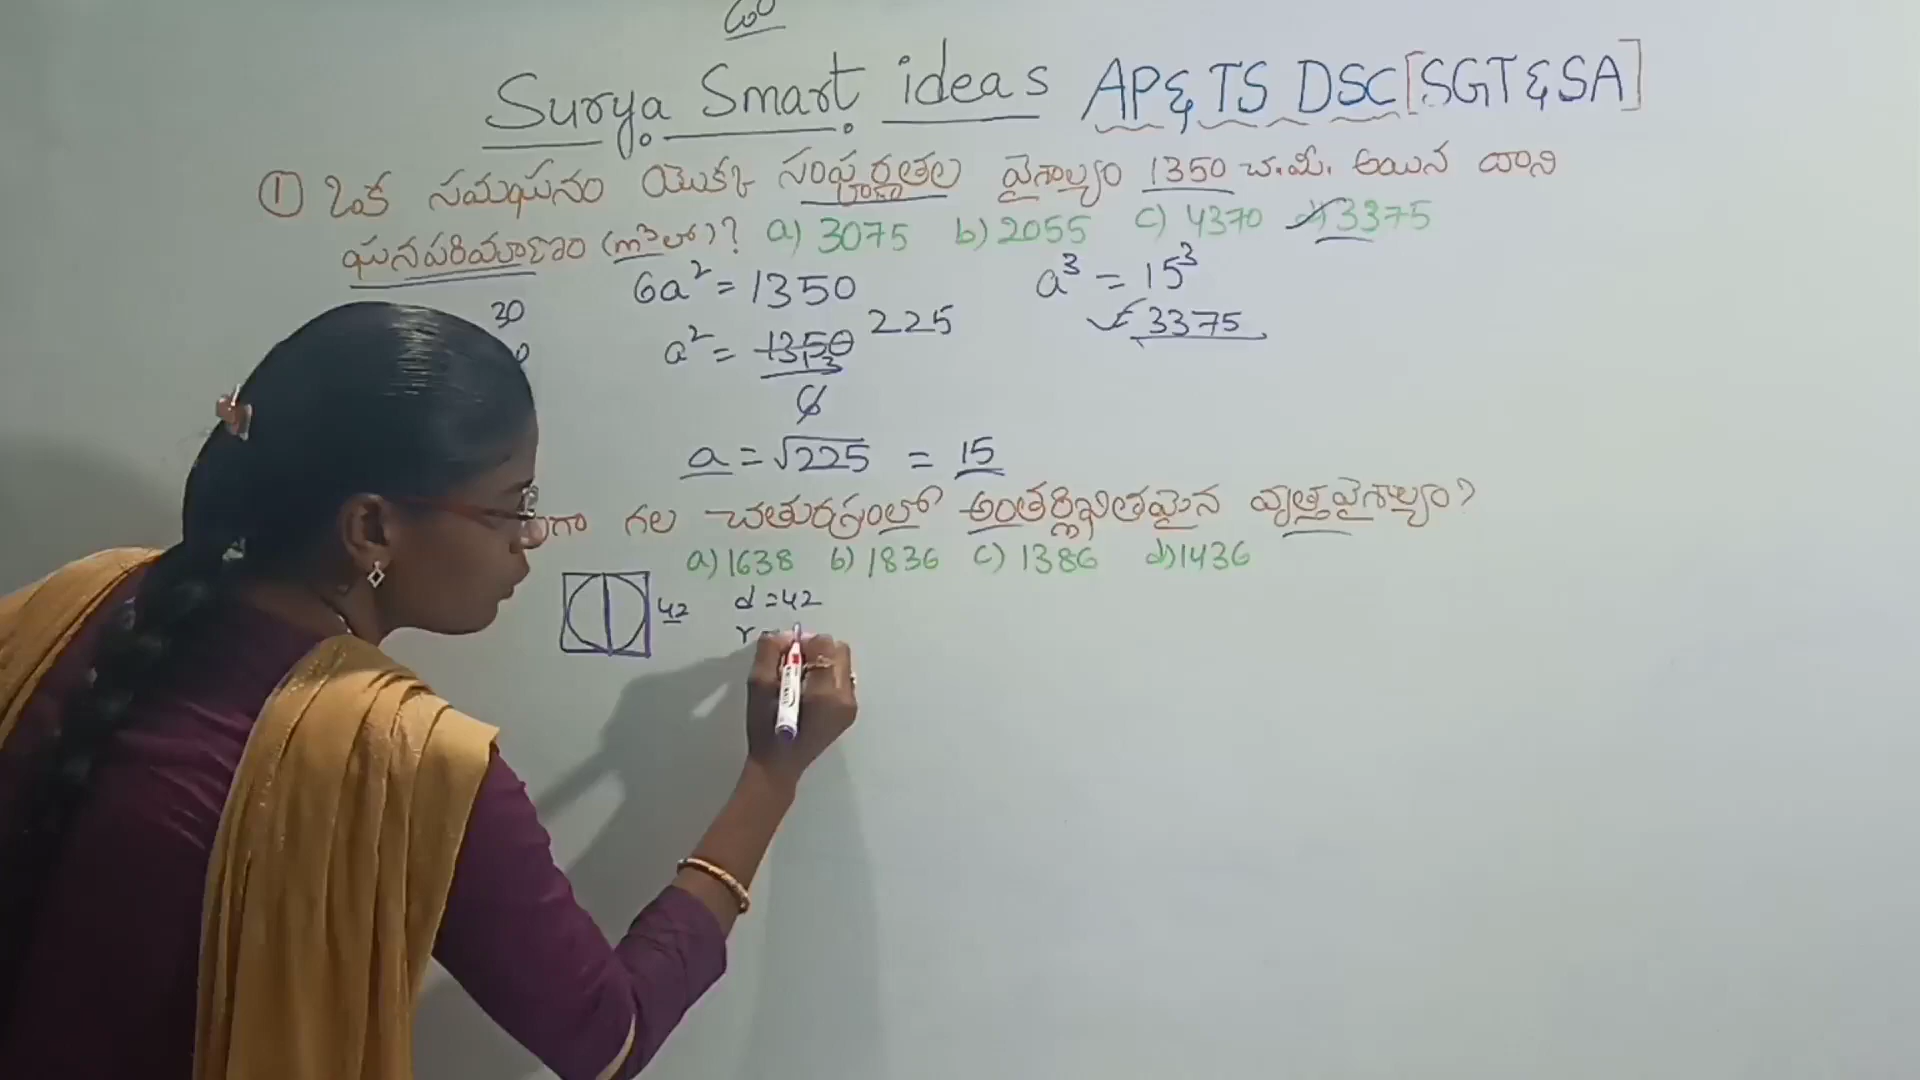 Surya Smart ideas AP& TS DSC[SGT&SA]
① ఒక సమఘనం యొక్క సంపూర్ణతల వైశాల్యం 1350 చ.మీ. అయిన దాని
ఘనపరిమాణం (m³లో)? a) 3075 b) 2055 c) 4370 d) 3375
6a² = 1350
a³ = 15³
30
a² = 1350 225
= 3375
6
a = √225 = 15
గల చతురస్రంలో అంతర్లిఖితమైన వృత్తవైశాల్యం?
a) 1638 b) 1836 c) 1386 d) 1436
42
d = 42
r =